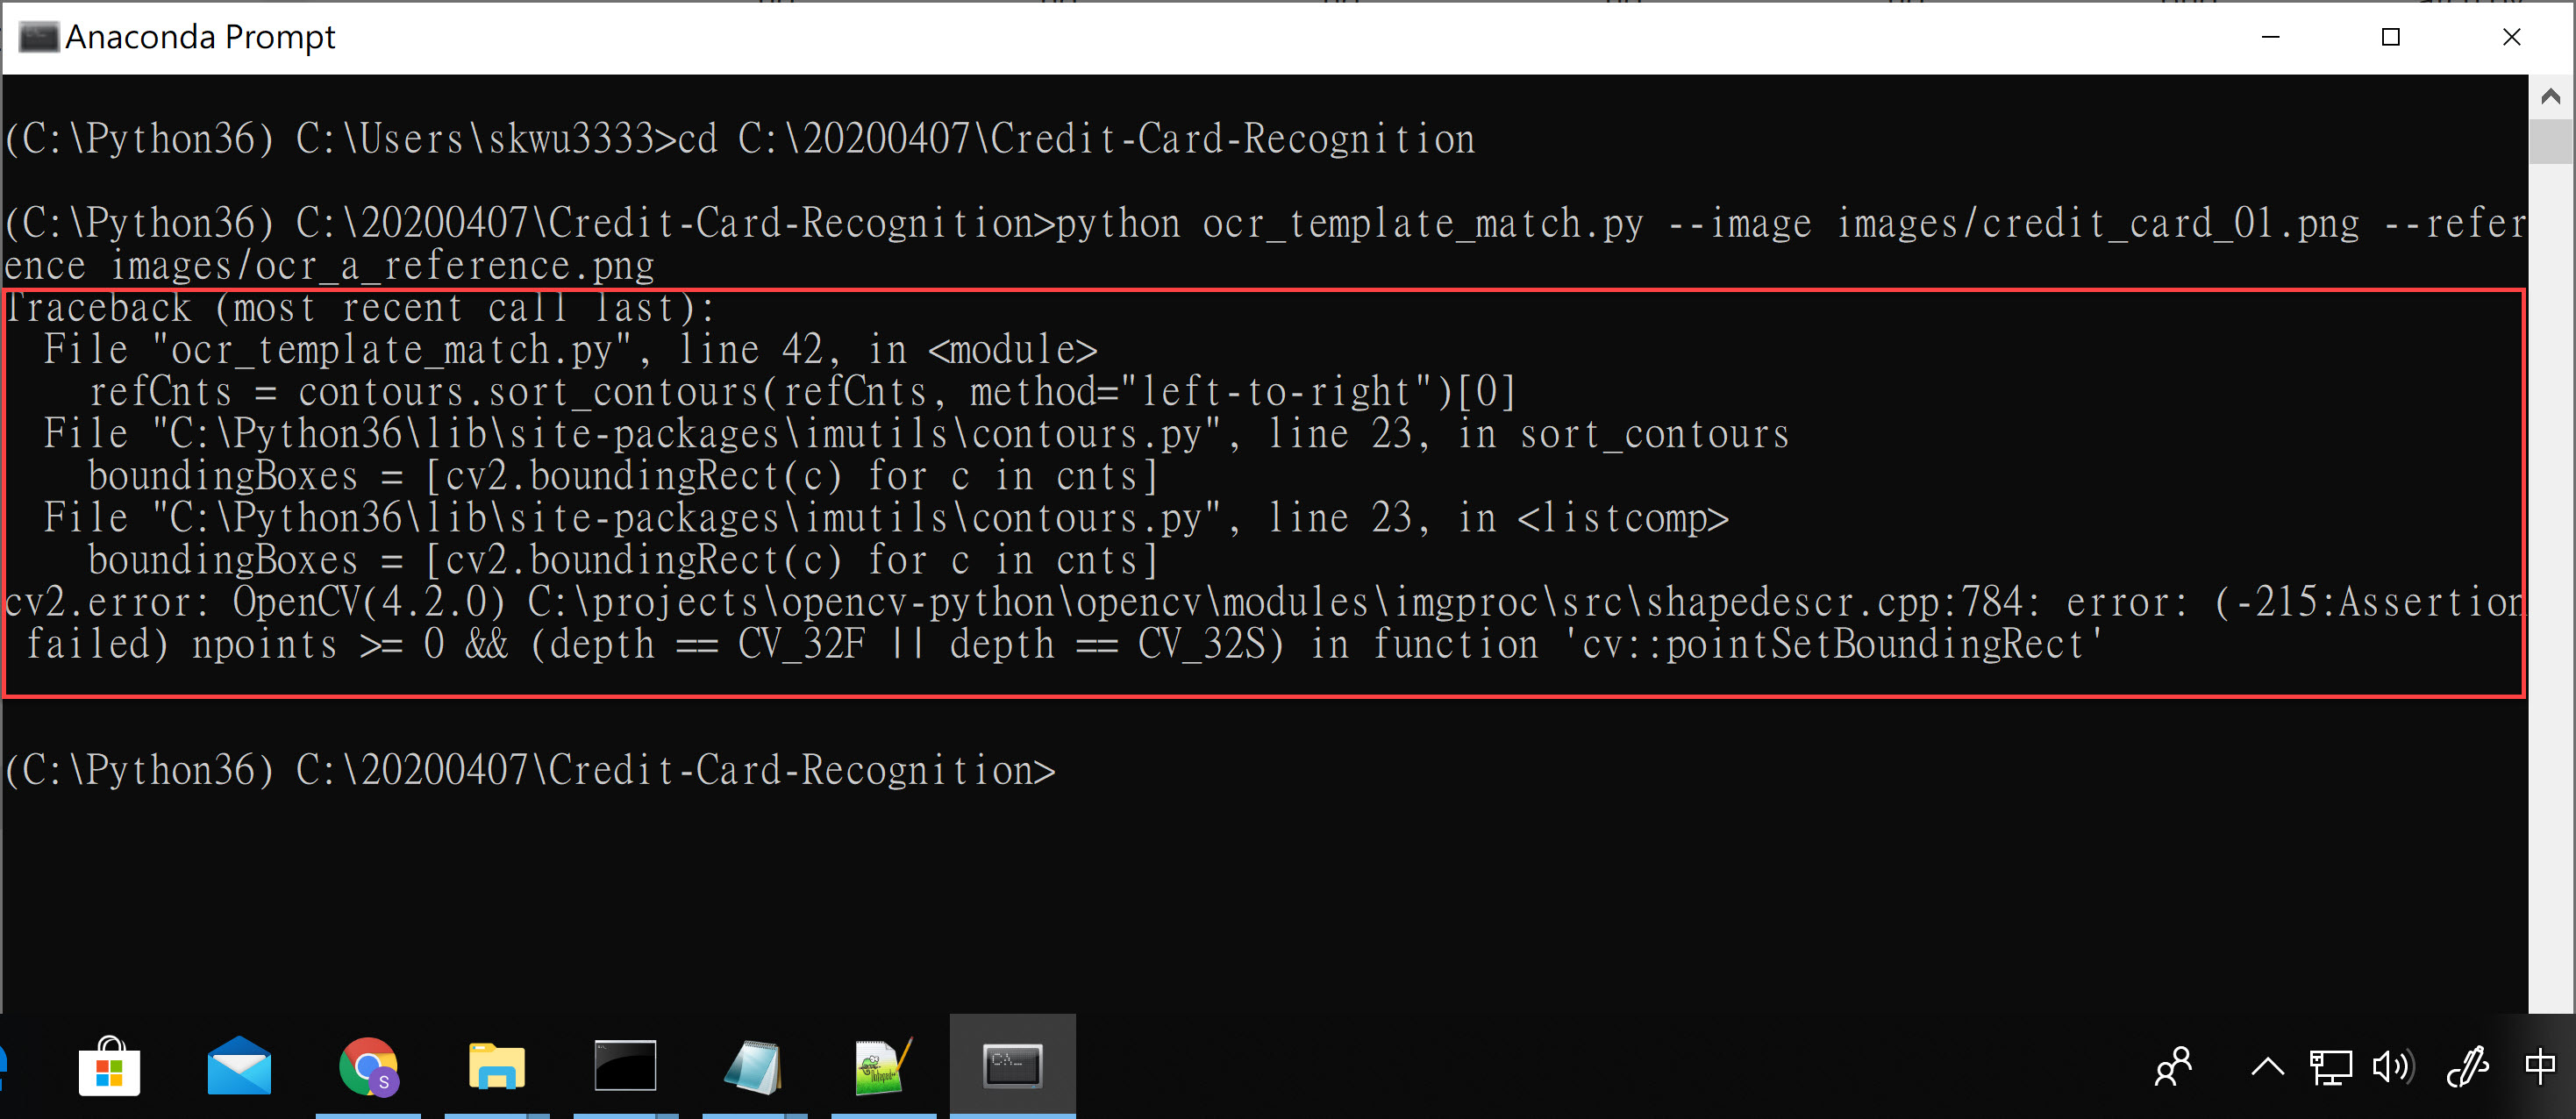 Anaconda Prompt
(C:\Python36) C:\Users\skwu3333>cd C:\20200407\Credit-Card-Recognition
(C:\Python36) C:\20200407\Credit-Card-Recognition>python ocr_template_match.py --image images/credit_card_01.png --refer
ence images/ocr_a_reference.png
Traceback (most recent call last):
  File "ocr_template_match.py", line 42, in <module>
    refCnts = contours.sort_contours(refCnts, method="left-to-right")[0]
  File "C:\Python36\lib\site-packages\imutils\contours.py", line 23, in sort_contours
    boundingBoxes = [cv2.boundingRect(c) for c in cnts]
  File "C:\Python36\lib\site-packages\imutils\contours.py", line 23, in <listcomp>
    boundingBoxes = [cv2.boundingRect(c) for c in cnts]
cv2.error: OpenCV(4.2.0) C:\projects\opencv-python\opencv\modules\imgproc\src\shapedescr.cpp:784: error: (-215:Assertion
 failed) npoints >= 0 && (depth == CV_32F || depth == CV_32S) in function 'cv::pointSetBoundingRect'
(C:\Python36) C:\20200407\Credit-Card-Recognition>
S
中